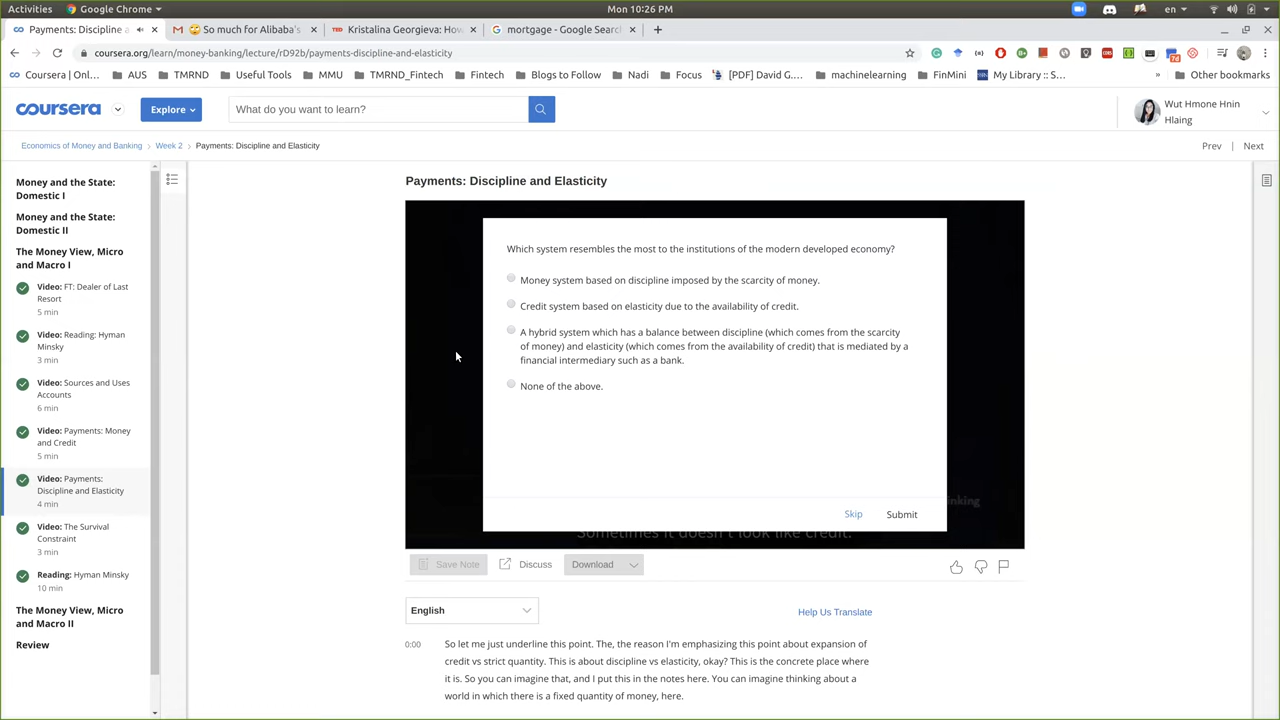 Activities Google Chrome Mon 10:26 PM en
Payments: Discipline a So much for Alibaba's Kristalina Georgieva: Ho mortgage - Google Searc
coursera.org/learn/money-banking/lecture/rD92b/payments-discipline-and-elasticity
Coursera | Onl... AUS TMRND Useful Tools MMU TMRND_Fintech Fintech Blogs to Follow Nadi Focus [PDF] David G.... machinelearning FinMini My Library :: S... » Other bookmarks
coursera Explore What do you want to learn? Wut Hmone Hnin
Hlaing
Economics of Money and Banking > Week 2 > Payments: Discipline and Elasticity Prev | Next
Money and the State:
Domestic I
Money and the State:
Domestic II
The Money View, Micro
and Macro I
Video: FT: Dealer of Last
Resort
5 min
Video: Reading: Hyman
Minsky
3 min
Video: Sources and Uses
Accounts
6 min
Video: Payments: Money
and Credit
5 min
Video: Payments:
Discipline and Elasticity
4 min
Video: The Survival
Constraint
3 min
Reading: Hyman Minsky
10 min
The Money View, Micro
and Macro II
Review
Payments: Discipline and Elasticity
Which system resembles the most to the institutions of the modern developed economy?
Money system based on discipline imposed by the scarcity of money.
Credit system based on elasticity due to the availability of credit.
A hybrid system which has a balance between discipline (which comes from the scarcity
of money) and elasticity (which comes from the availability of credit) that is mediated by a
financial intermediary such as a bank.
None of the above.
Skip Submit
Sometimes it doesn't look like credit.
Save Note Discuss Download
English Help Us Translate
0:00 So let me just underline this point. The, the reason I'm emphasizing this point about expansion of
credit vs strict quantity. This is about discipline vs elasticity, okay? This is the concrete place where
it is. So you can imagine that, and I put this in the notes here. You can imagine thinking about a
world in which there is a fixed quantity of money, here.